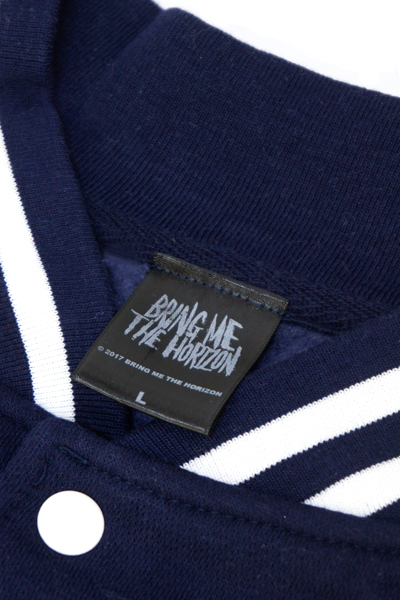 BRING ME
THE HORIZON
© 2017 BRING ME THE HORIZON
L